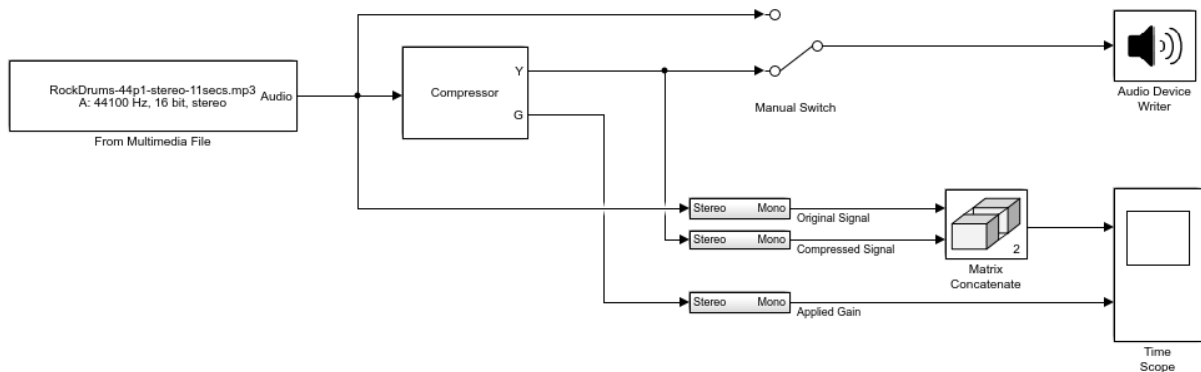 RockDrums-44p1-stereo-11secs.mp3
A: 44100 Hz, 16 bit, stereo
Audio
From Multimedia File
Compressor
Y
G
Manual Switch
Audio Device
Writer
Stereo Mono
Original Signal
Stereo Mono
Compressed Signal
2
Matrix
Concatenate
Stereo Mono
Applied Gain
Time
Scope